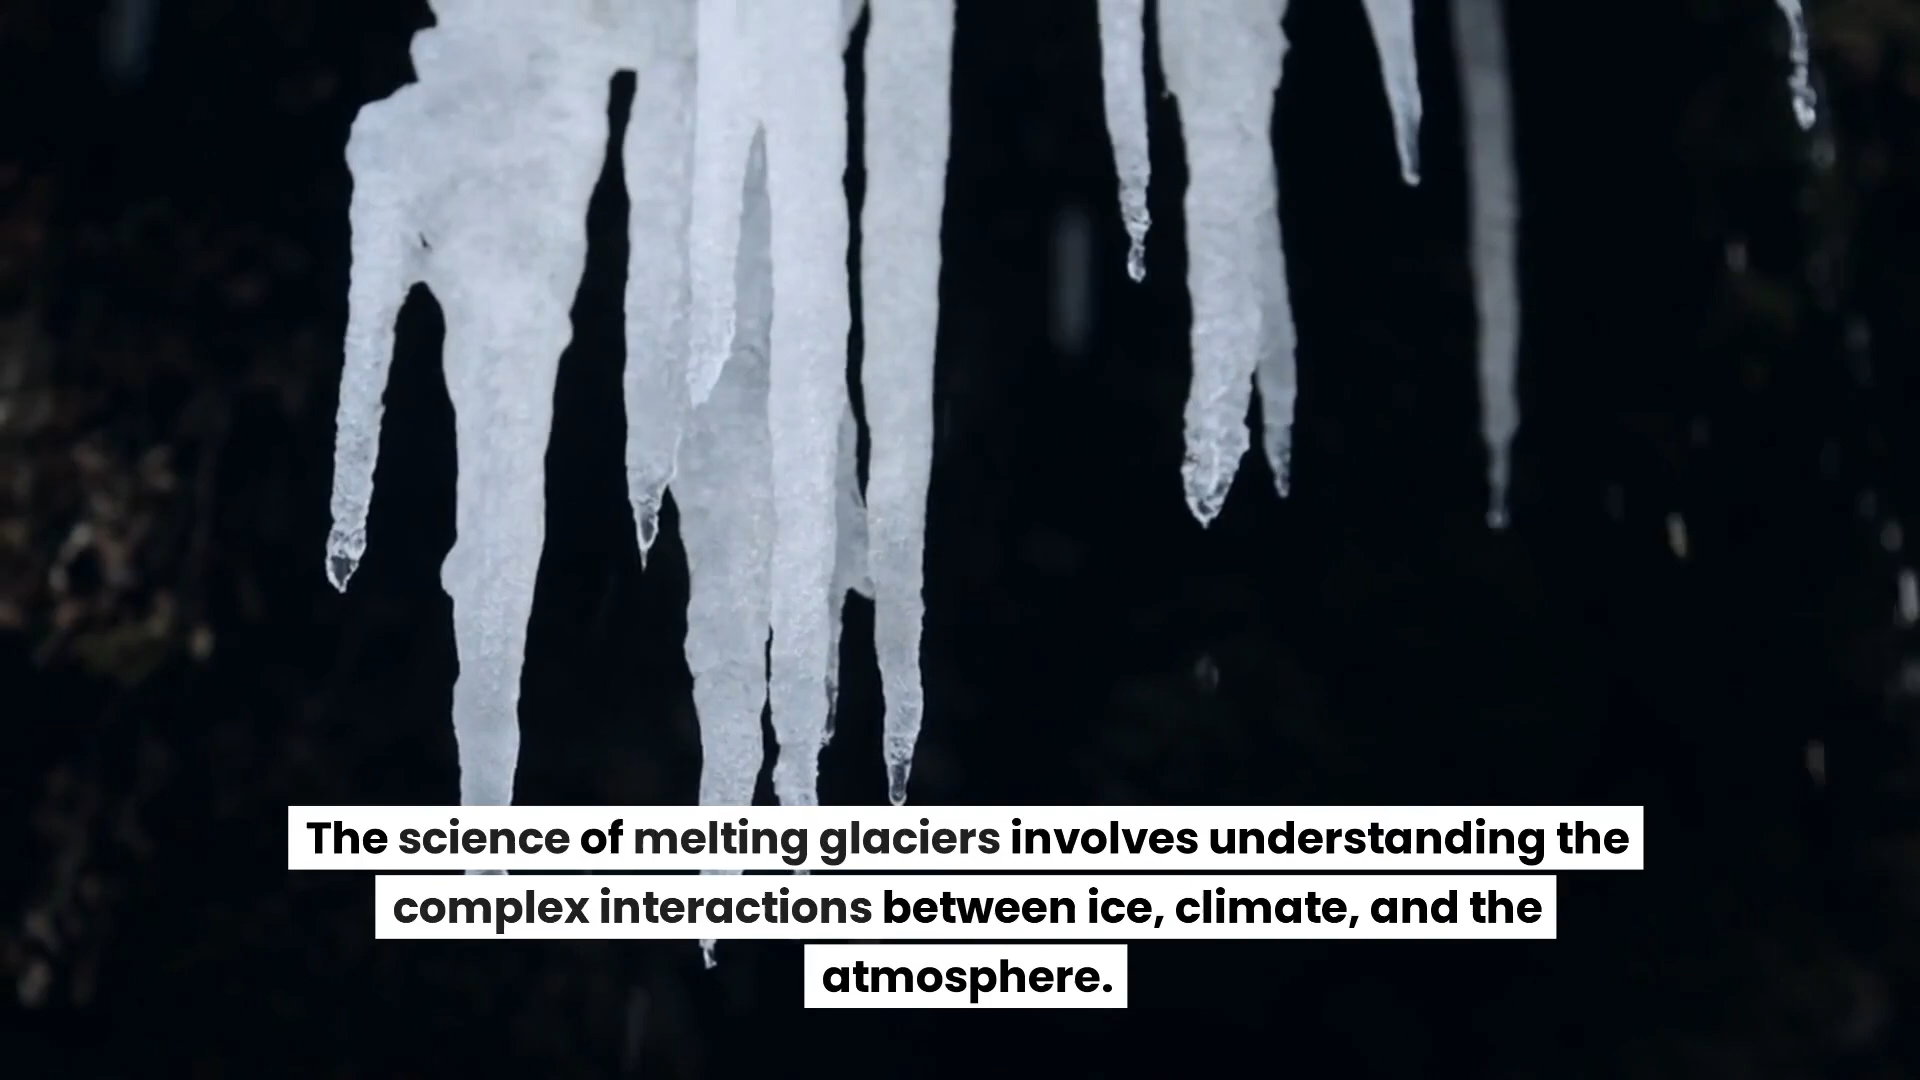 The science of melting glaciers involves understanding the
complex interactions between ice, climate, and the
atmosphere.